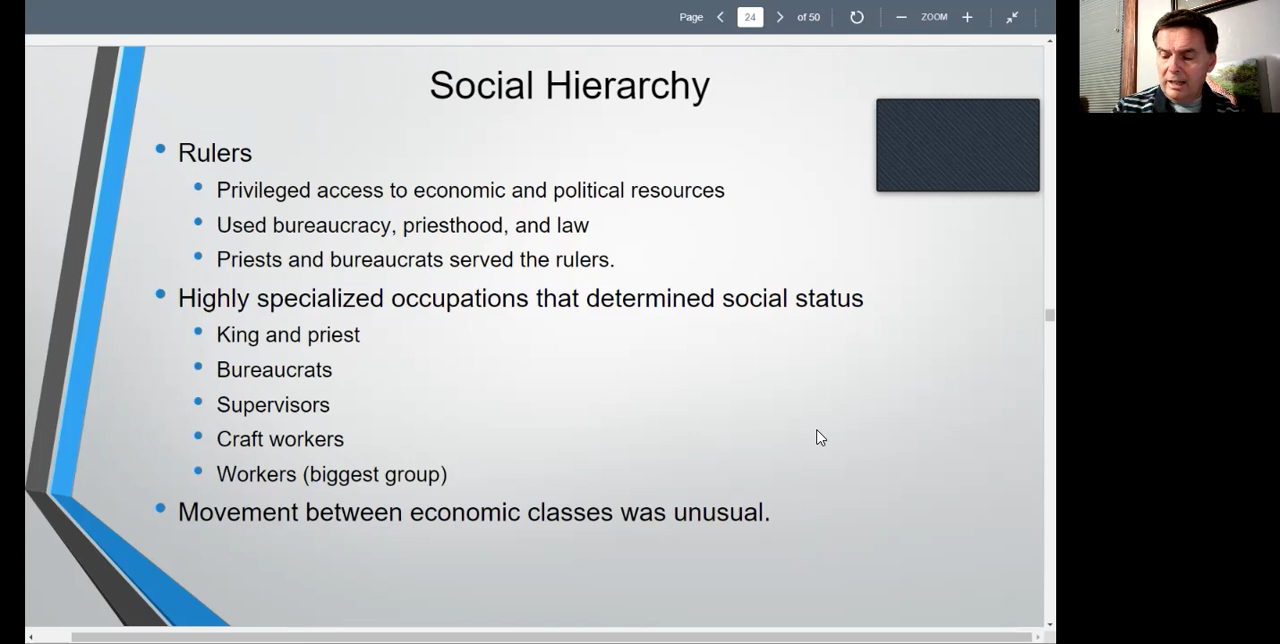 Page 24 of 50 ZOOM
Social Hierarchy
Rulers
Privileged access to economic and political resources
Used bureaucracy, priesthood, and law
Priests and bureaucrats served the rulers.
Highly specialized occupations that determined social status
King and priest
Bureaucrats
Supervisors
Craft workers
Workers (biggest group)
Movement between economic classes was unusual.